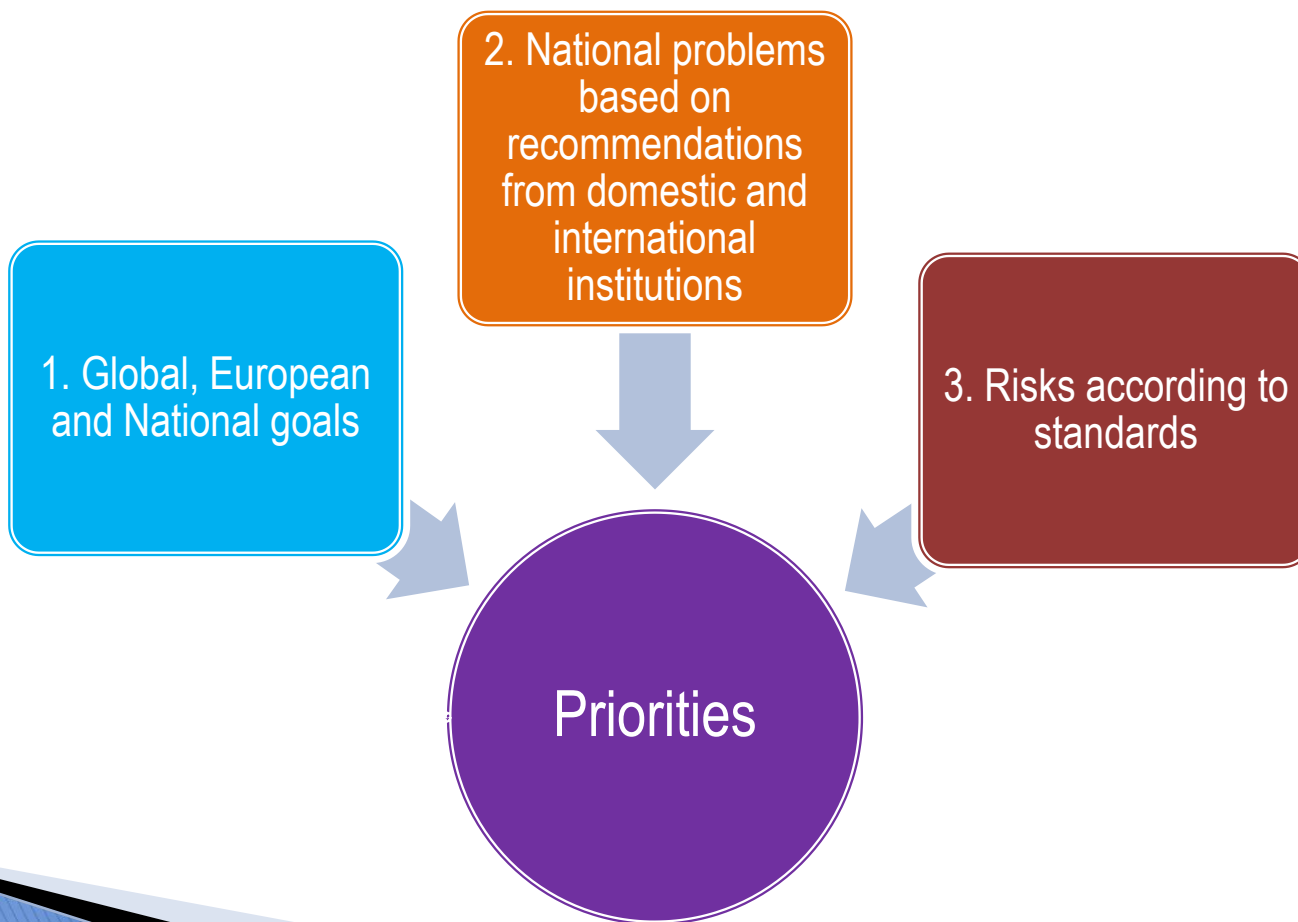 2. National problems
based on
recommendations
from domestic and
international
institutions
1. Global, European
and National goals
3. Risks according to
standards
Priorities